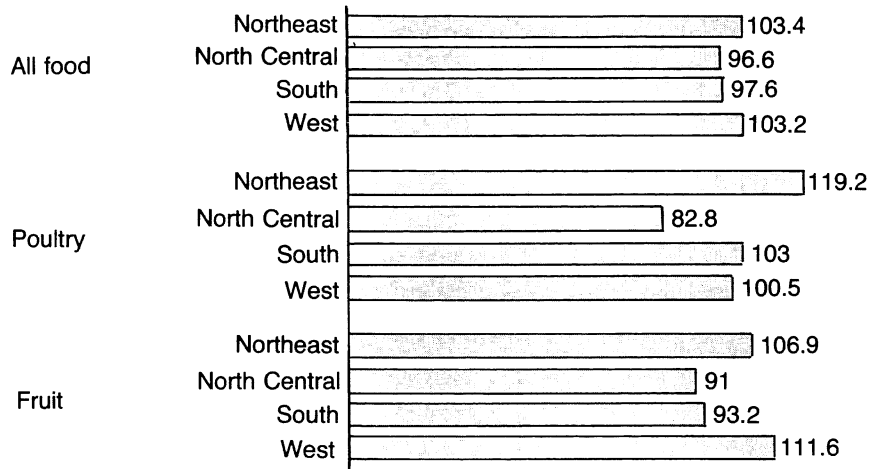 Northeast 103.4
All food North Central 96.6
South 97.6
West 103.2
Northeast 119.2
Poultry North Central 82.8
South 103
West 100.5
Northeast 106.9
North Central 91
Fruit South 93.2
West 111.6